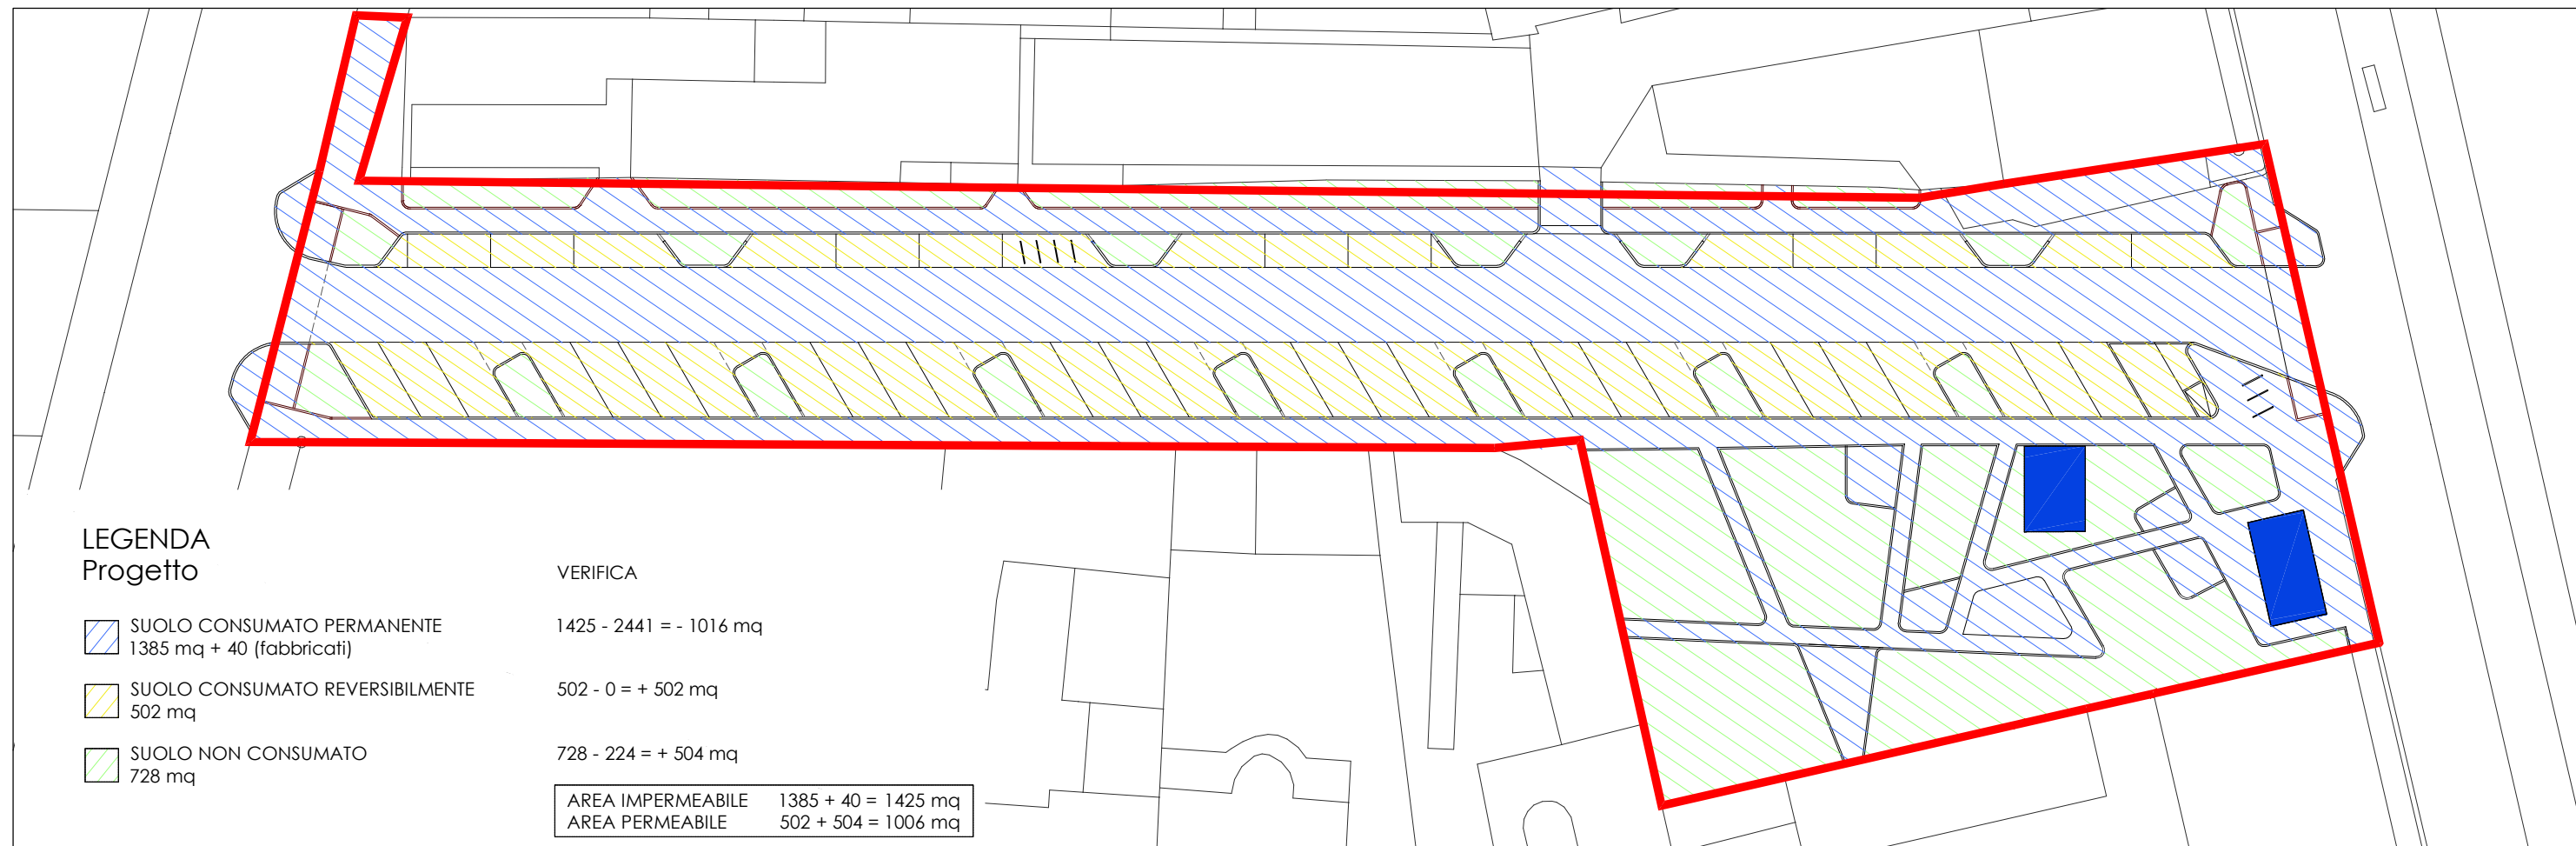 LEGENDA
Progetto
VERIFICA
SUOLO CONSUMATO PERMANENTE
1385 mq + 40 (fabbricati)
1425 - 2441 = - 1016 mq
SUOLO CONSUMATO REVERSIBILMENTE
502 mq
502 - 0 = + 502 mq
SUOLO NON CONSUMATO
728 mq
728 - 224 = + 504 mq
AREA IMPERMEABILE 1385 + 40 = 1425 mq
AREA PERMEABILE 502 + 504 = 1006 mq